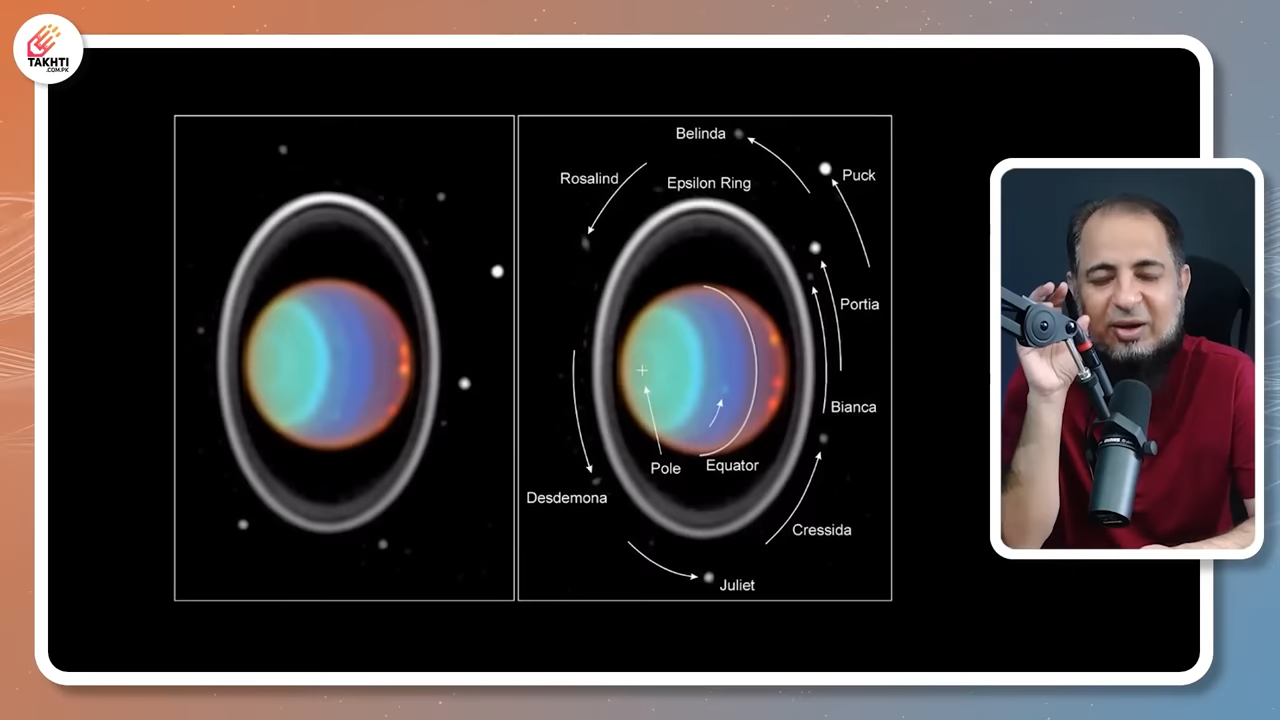 TAKHTI
.COM.PK
Belinda
Puck
Rosalind
Epsilon Ring
Portia
Bianca
Pole
Equator
Desdemona
Cressida
Juliet